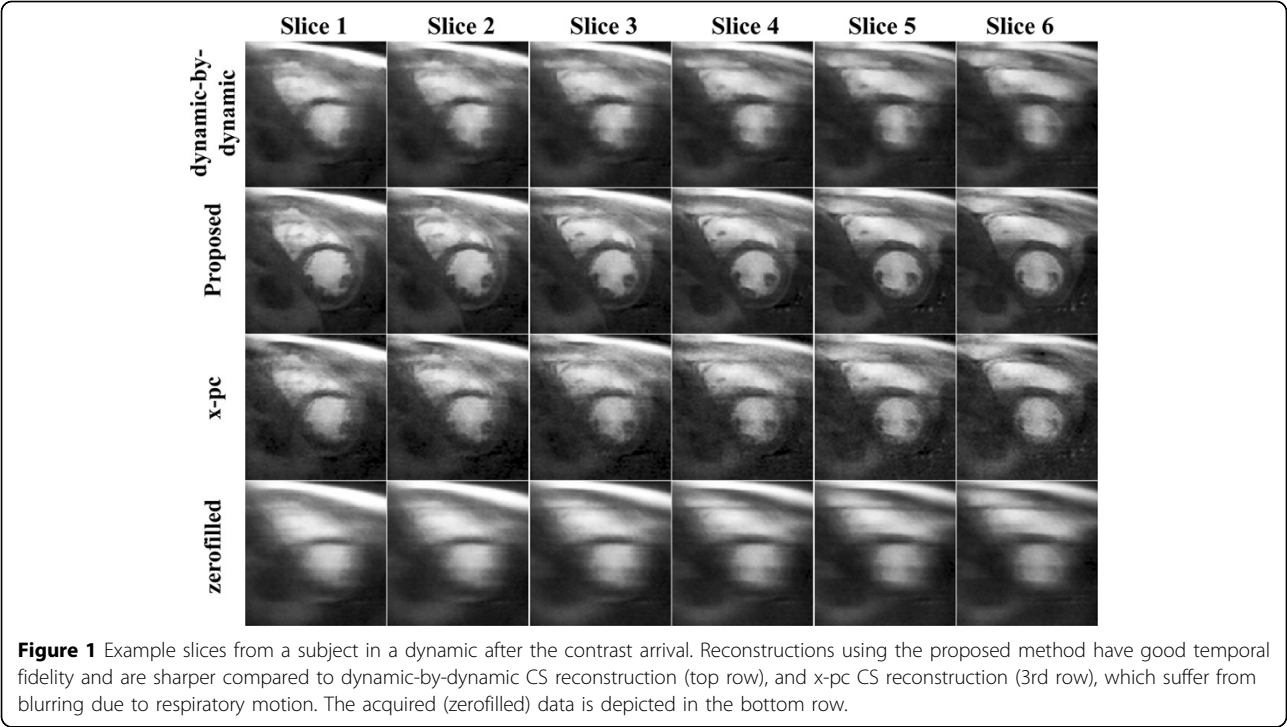 Slice 1 Slice 2 Slice 3 Slice 4 Slice 5 Slice 6
dynamic-by-
dynamic
Proposed
x-pc
zerofilled
Figure 1 Example slices from a subject in a dynamic after the contrast arrival. Reconstructions using the proposed method have good temporal
fidelity and are sharper compared to dynamic-by-dynamic CS reconstruction (top row), and x-pc CS reconstruction (3rd row), which suffer from
blurring due to respiratory motion. The acquired (zerofilled) data is depicted in the bottom row.